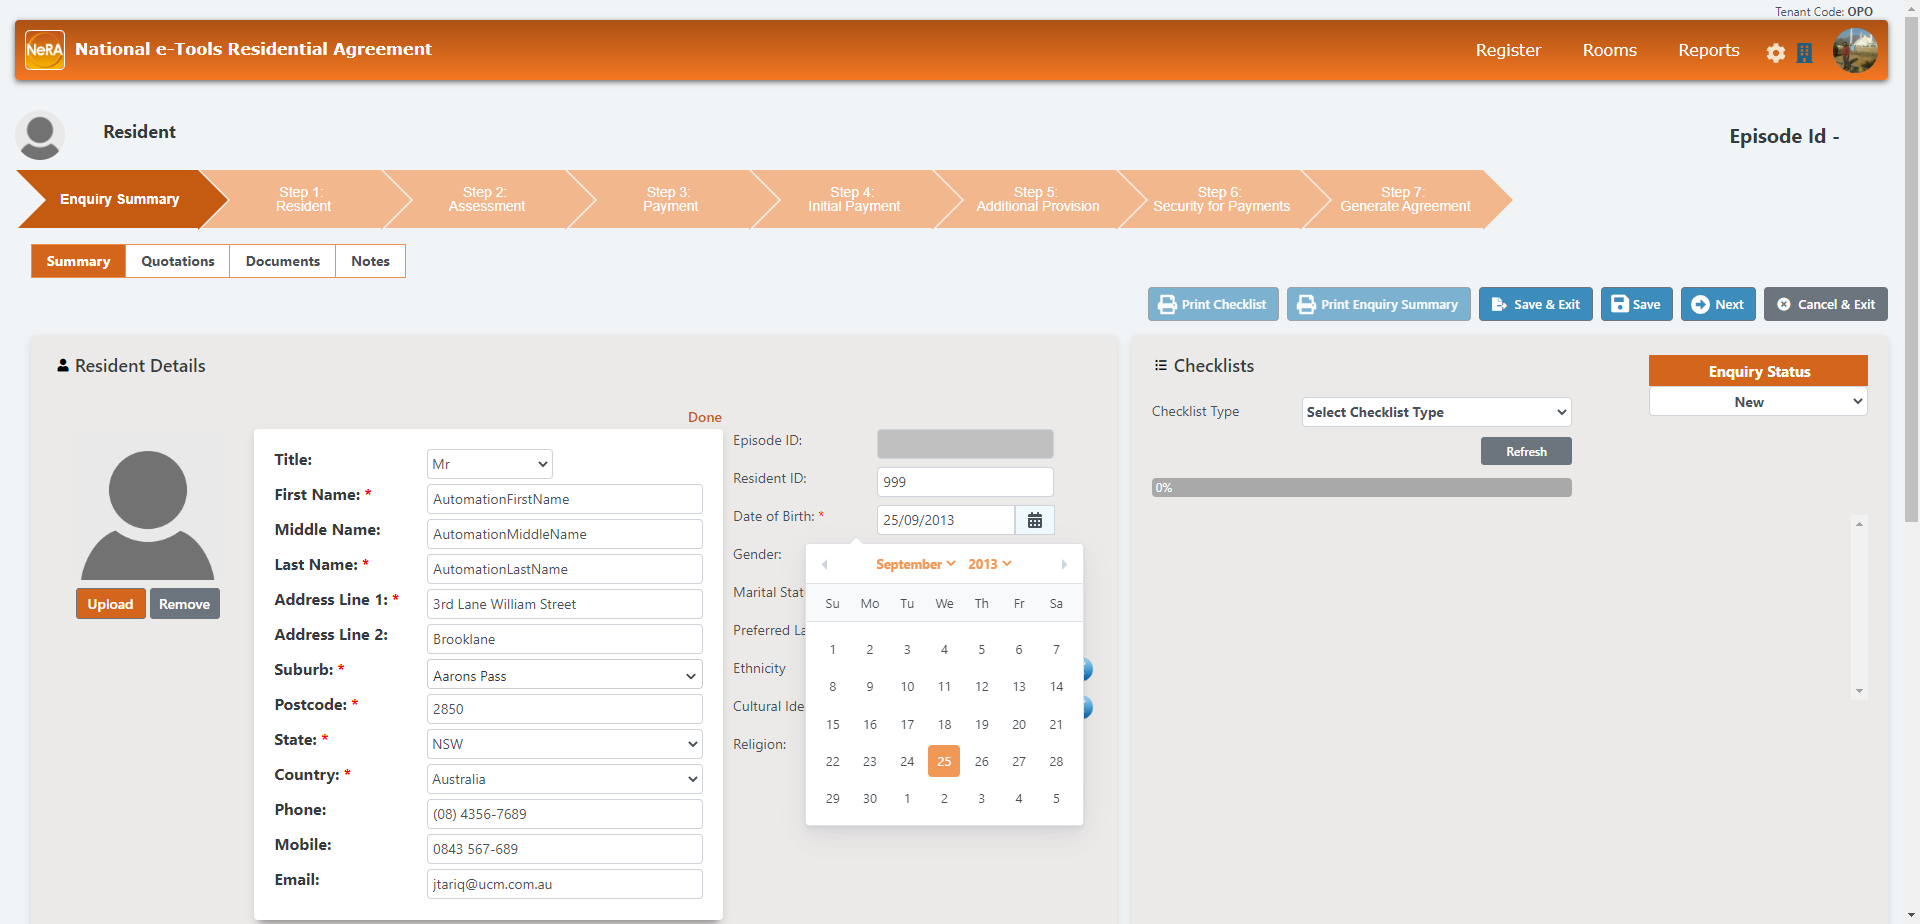 Tenant Code: OPO
NeRA National e-Tools Residential Agreement
Register Rooms Reports
Resident
Episode Id -
Enquiry Summary
Step 1:
Resident
Step 2:
Assessment
Step 3:
Payment
Step 4:
Initial Payment
Step 5:
Additional Provision
Step 6:
Security for Payments
Step 7:
Generate Agreement
Summary Quotations Documents Notes
Print Checklist Print Enquiry Summary Save & Exit Save Next Cancel & Exit
Resident Details
Done
Upload Remove
Title: Mr
First Name: * AutomationFirstName
Middle Name: AutomationMiddleName
Last Name: * AutomationLastName
Address Line 1: * 3rd Lane William Street
Address Line 2: Brooklane
Suburb: * Aarons Pass
Postcode: * 2850
State: * NSW
Country: * Australia
Phone: (08) 4356-7689
Mobile: 0843 567-689
Email: jtariq@ucm.com.au
Episode ID:
Resident ID: 999
Date of Birth: * 25/09/2013
Gender:
Marital Stat
Preferred La
Ethnicity
Cultural Ide
Religion:
September 2013
Su Mo Tu We Th Fr Sa
1 2 3 4 5 6 7
8 9 10 11 12 13 14
15 16 17 18 19 20 21
22 23 24 25 26 27 28
29 30 1 2 3 4 5
Checklists
Checklist Type Select Checklist Type
Refresh
0%
Enquiry Status
New